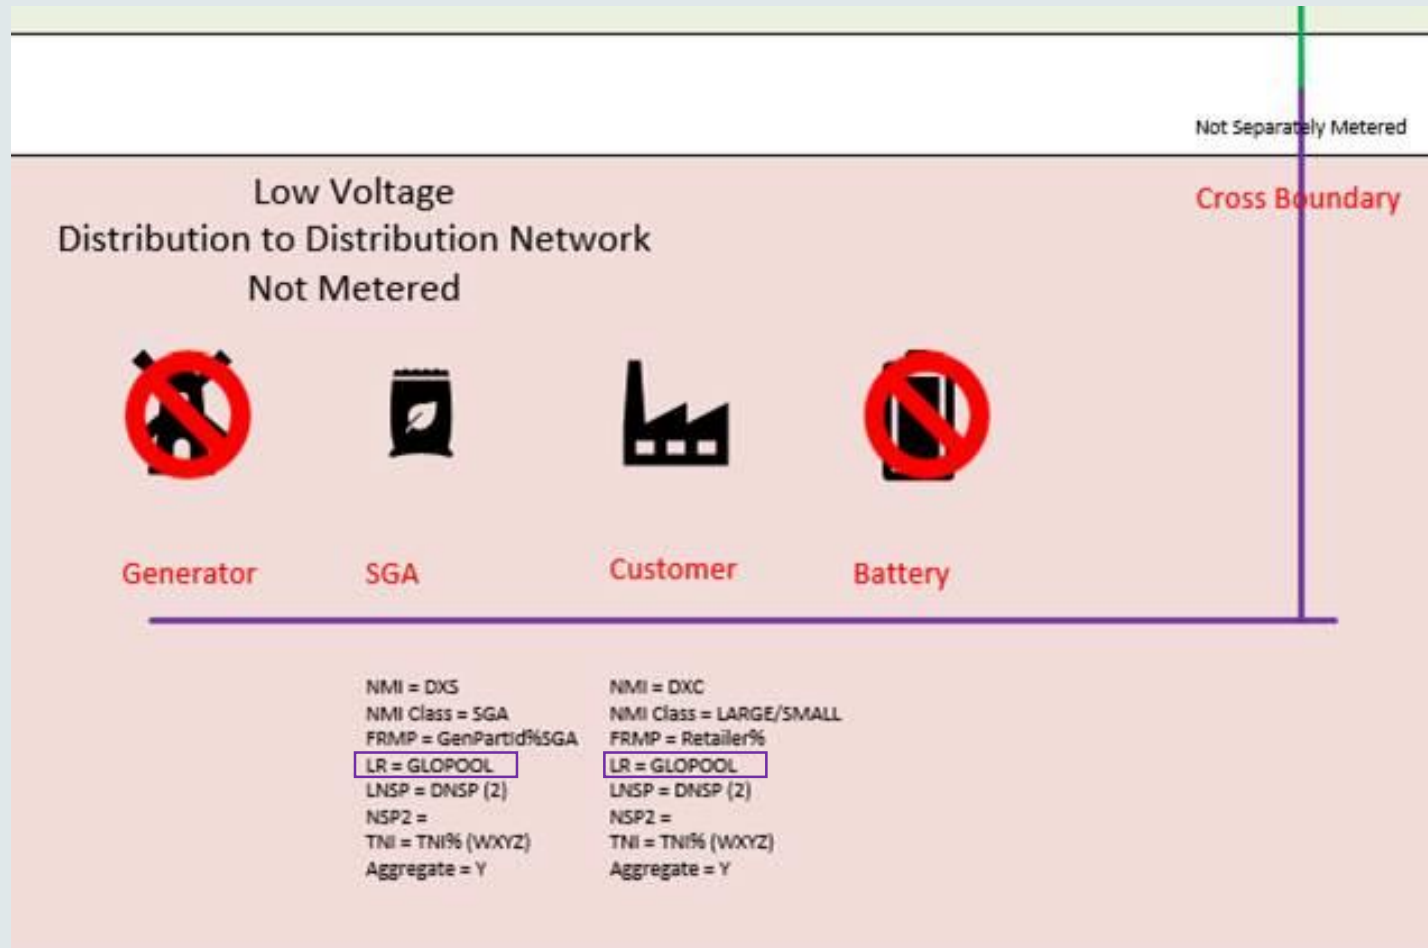 Not Separately Metered
Cross Boundary
Low Voltage
Distribution to Distribution Network
Not Metered
Generator
SGA
Customer
Battery
NMI = DXS
NMI Class = SGA
FRMP = GenPartId%SGA
LR = GLOPOOL
LNSP = DNSP (2)
NSP2 =
TNI = TNI% (WXYZ)
Aggregate = Y
NMI = DXC
NMI Class = LARGE/SMALL
FRMP = Retailer%
LR = GLOPOOL
LNSP = DNSP (2)
NSP2 =
TNI = TNI% (WXYZ)
Aggregate = Y